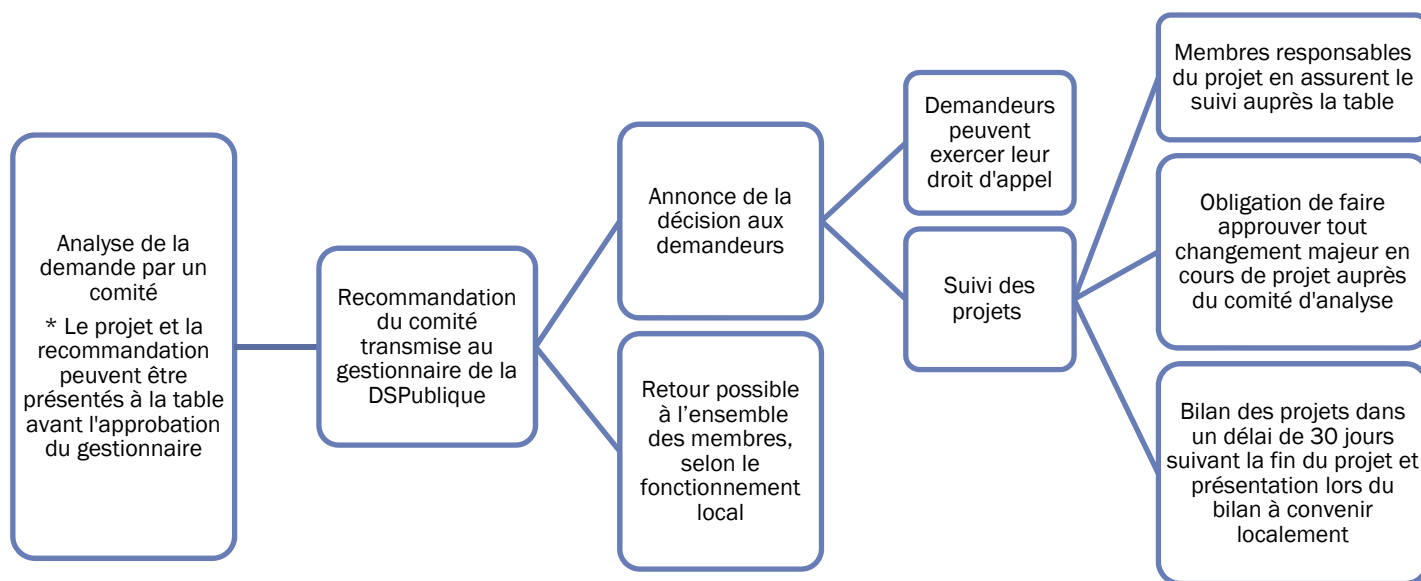 Analyse de la
demande par un
comité
* Le projet et la
recommandation
peuvent être
présentés à la table
avant l'approbation
du gestionnaire
Recommandation
du comité
transmise au
gestionnaire de la
DSPublique
Annonce de la
décision aux
demandeurs
Retour possible
à l’ensemble
des membres,
selon le
fonctionnement
local
Demandeurs
peuvent
exercer leur
droit d'appel
Suivi des
projets
Membres responsables
du projet en assurent le
suivi auprès la table
Obligation de faire
approuver tout
changement majeur en
cours de projet auprès
du comité d'analyse
Bilan des projets dans
un délai de 30 jours
suivant la fin du projet et
présentation lors du
bilan à convenir
localement